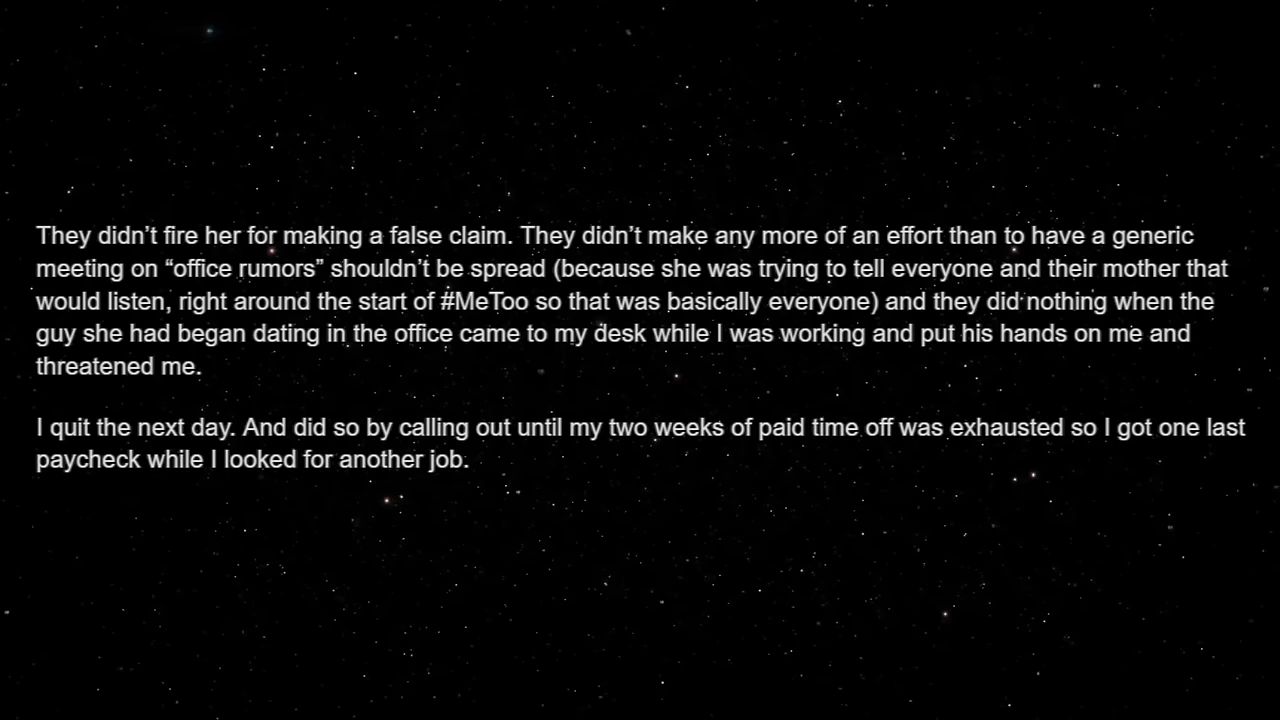 They didn’t fire her for making a false claim. They didn’t make any more of an effort than to have a generic
meeting on “office rumors” shouldn’t be spread (because she was trying to tell everyone and their mother that
would listen, right around the start of #MeToo so that was basically everyone) and they did nothing when the
guy she had began dating in the office came to my desk while I was working and put his hands on me and
threatened me.
I quit the next day. And did so by calling out until my two weeks of paid time off was exhausted so I got one last
paycheck while I looked for another job.